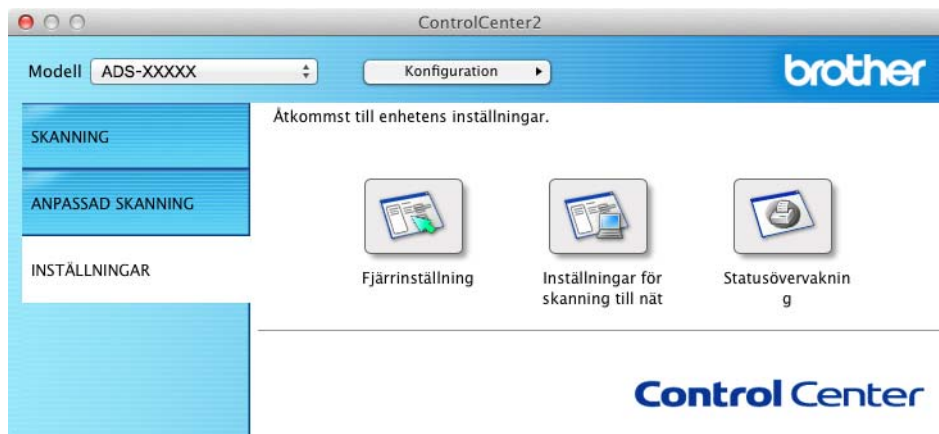 ControlCenter2
Modell ADS-XXXXX Konfiguration brother
SKANNING
ANPASSAD SKANNING
INSTÄLLNINGAR
Åtkommst till enhetens inställningar.
Fjärrinställning
Inställningar för
skanning till nät
Statusövervaknin
g
Control Center